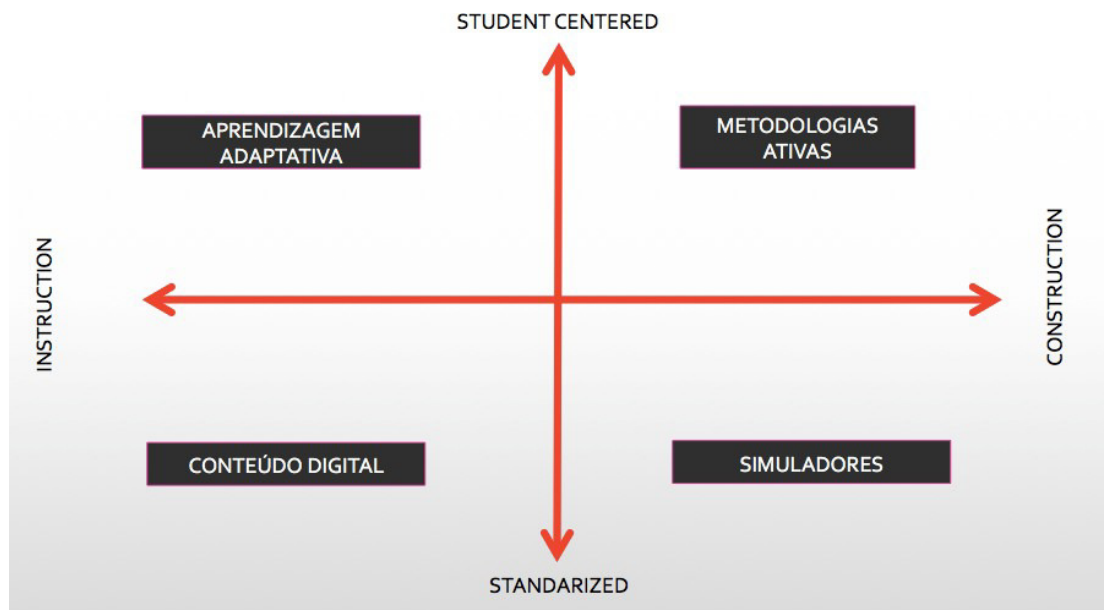 STUDENT CENTERED
APRENDIZAGEM
ADAPTATIVA
METODOLOGIAS
ATIVAS
INSTRUCTION
CONSTRUCTION
CONTEÚDO DIGITAL
SIMULADORES
STANDARIZED